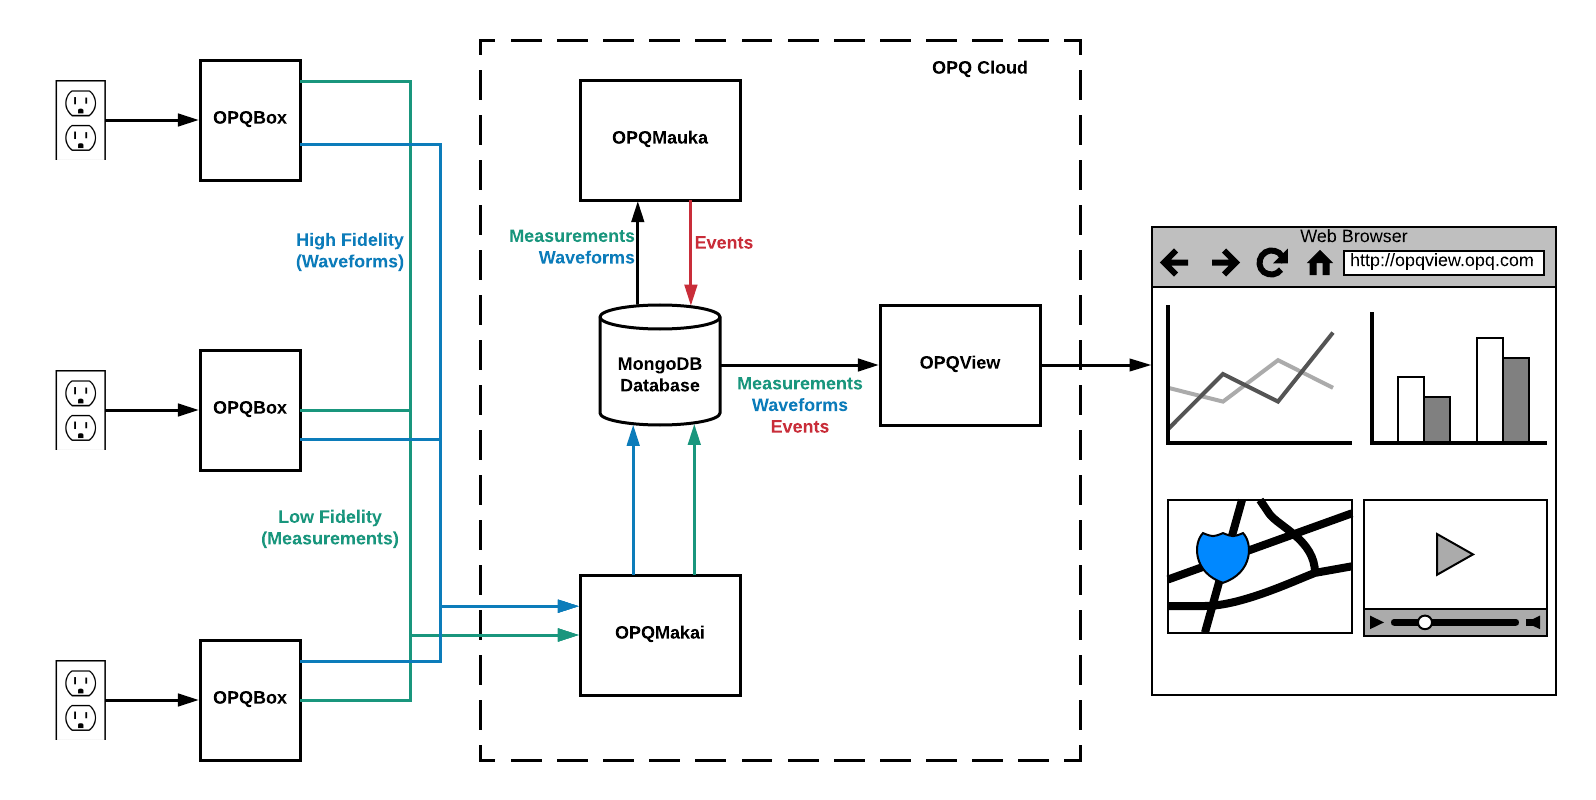 OPQ Cloud
OPQBox
OPQMauka
High Fidelity
(Waveforms)
Measurements
Waveforms
Events
Web Browser
http://opqview.opq.com
OPQBox
MongoDB
Database
OPQView
Measurements
Waveforms
Events
Low Fidelity
(Measurements)
OPQMakai
OPQBox